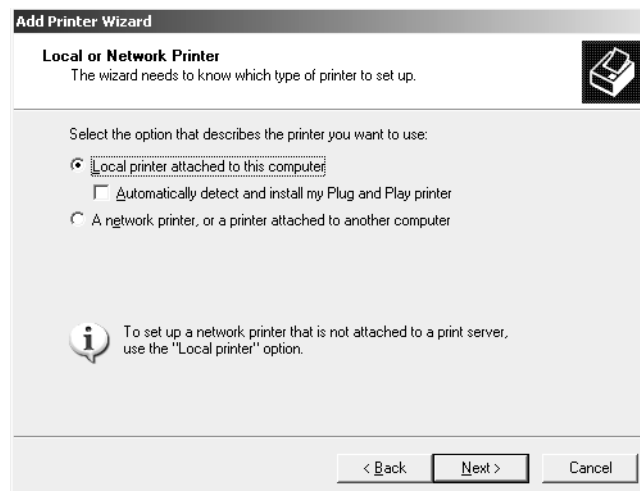 Add Printer Wizard
Local or Network Printer
The wizard needs to know which type of printer to set up.
Select the option that describes the printer you want to use:
Local printer attached to this computer
Automatically detect and install my Plug and Play printer
A network printer, or a printer attached to another computer
To set up a network printer that is not attached to a print server,
use the "Local printer" option.
< Back Next > Cancel